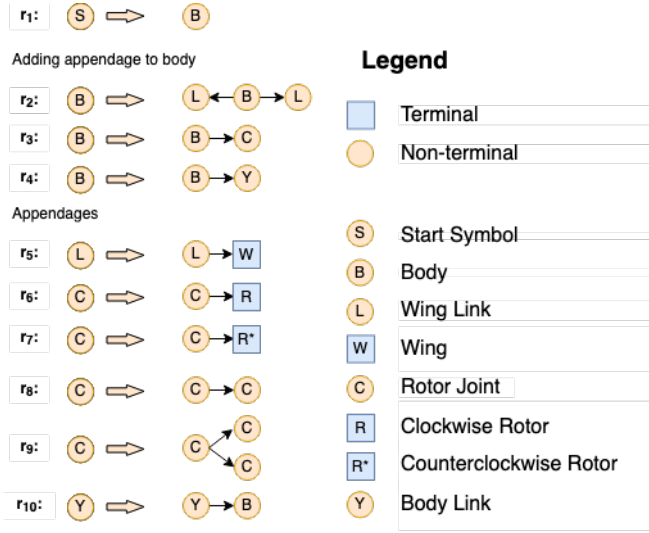 r₁: S B
Adding appendage to body
r₂: B L B L
r₃: B B C
r₄: B B Y
Appendages
r₅: L L W
r₆: C C R
r₇: C C R*
r₈: C C C
r₉: C C C C
r₁₀: Y Y B
Legend
Terminal
Non-terminal
S Start Symbol
B Body
L Wing Link
W Wing
C Rotor Joint
R Clockwise Rotor
R* Counterclockwise Rotor
Y Body Link